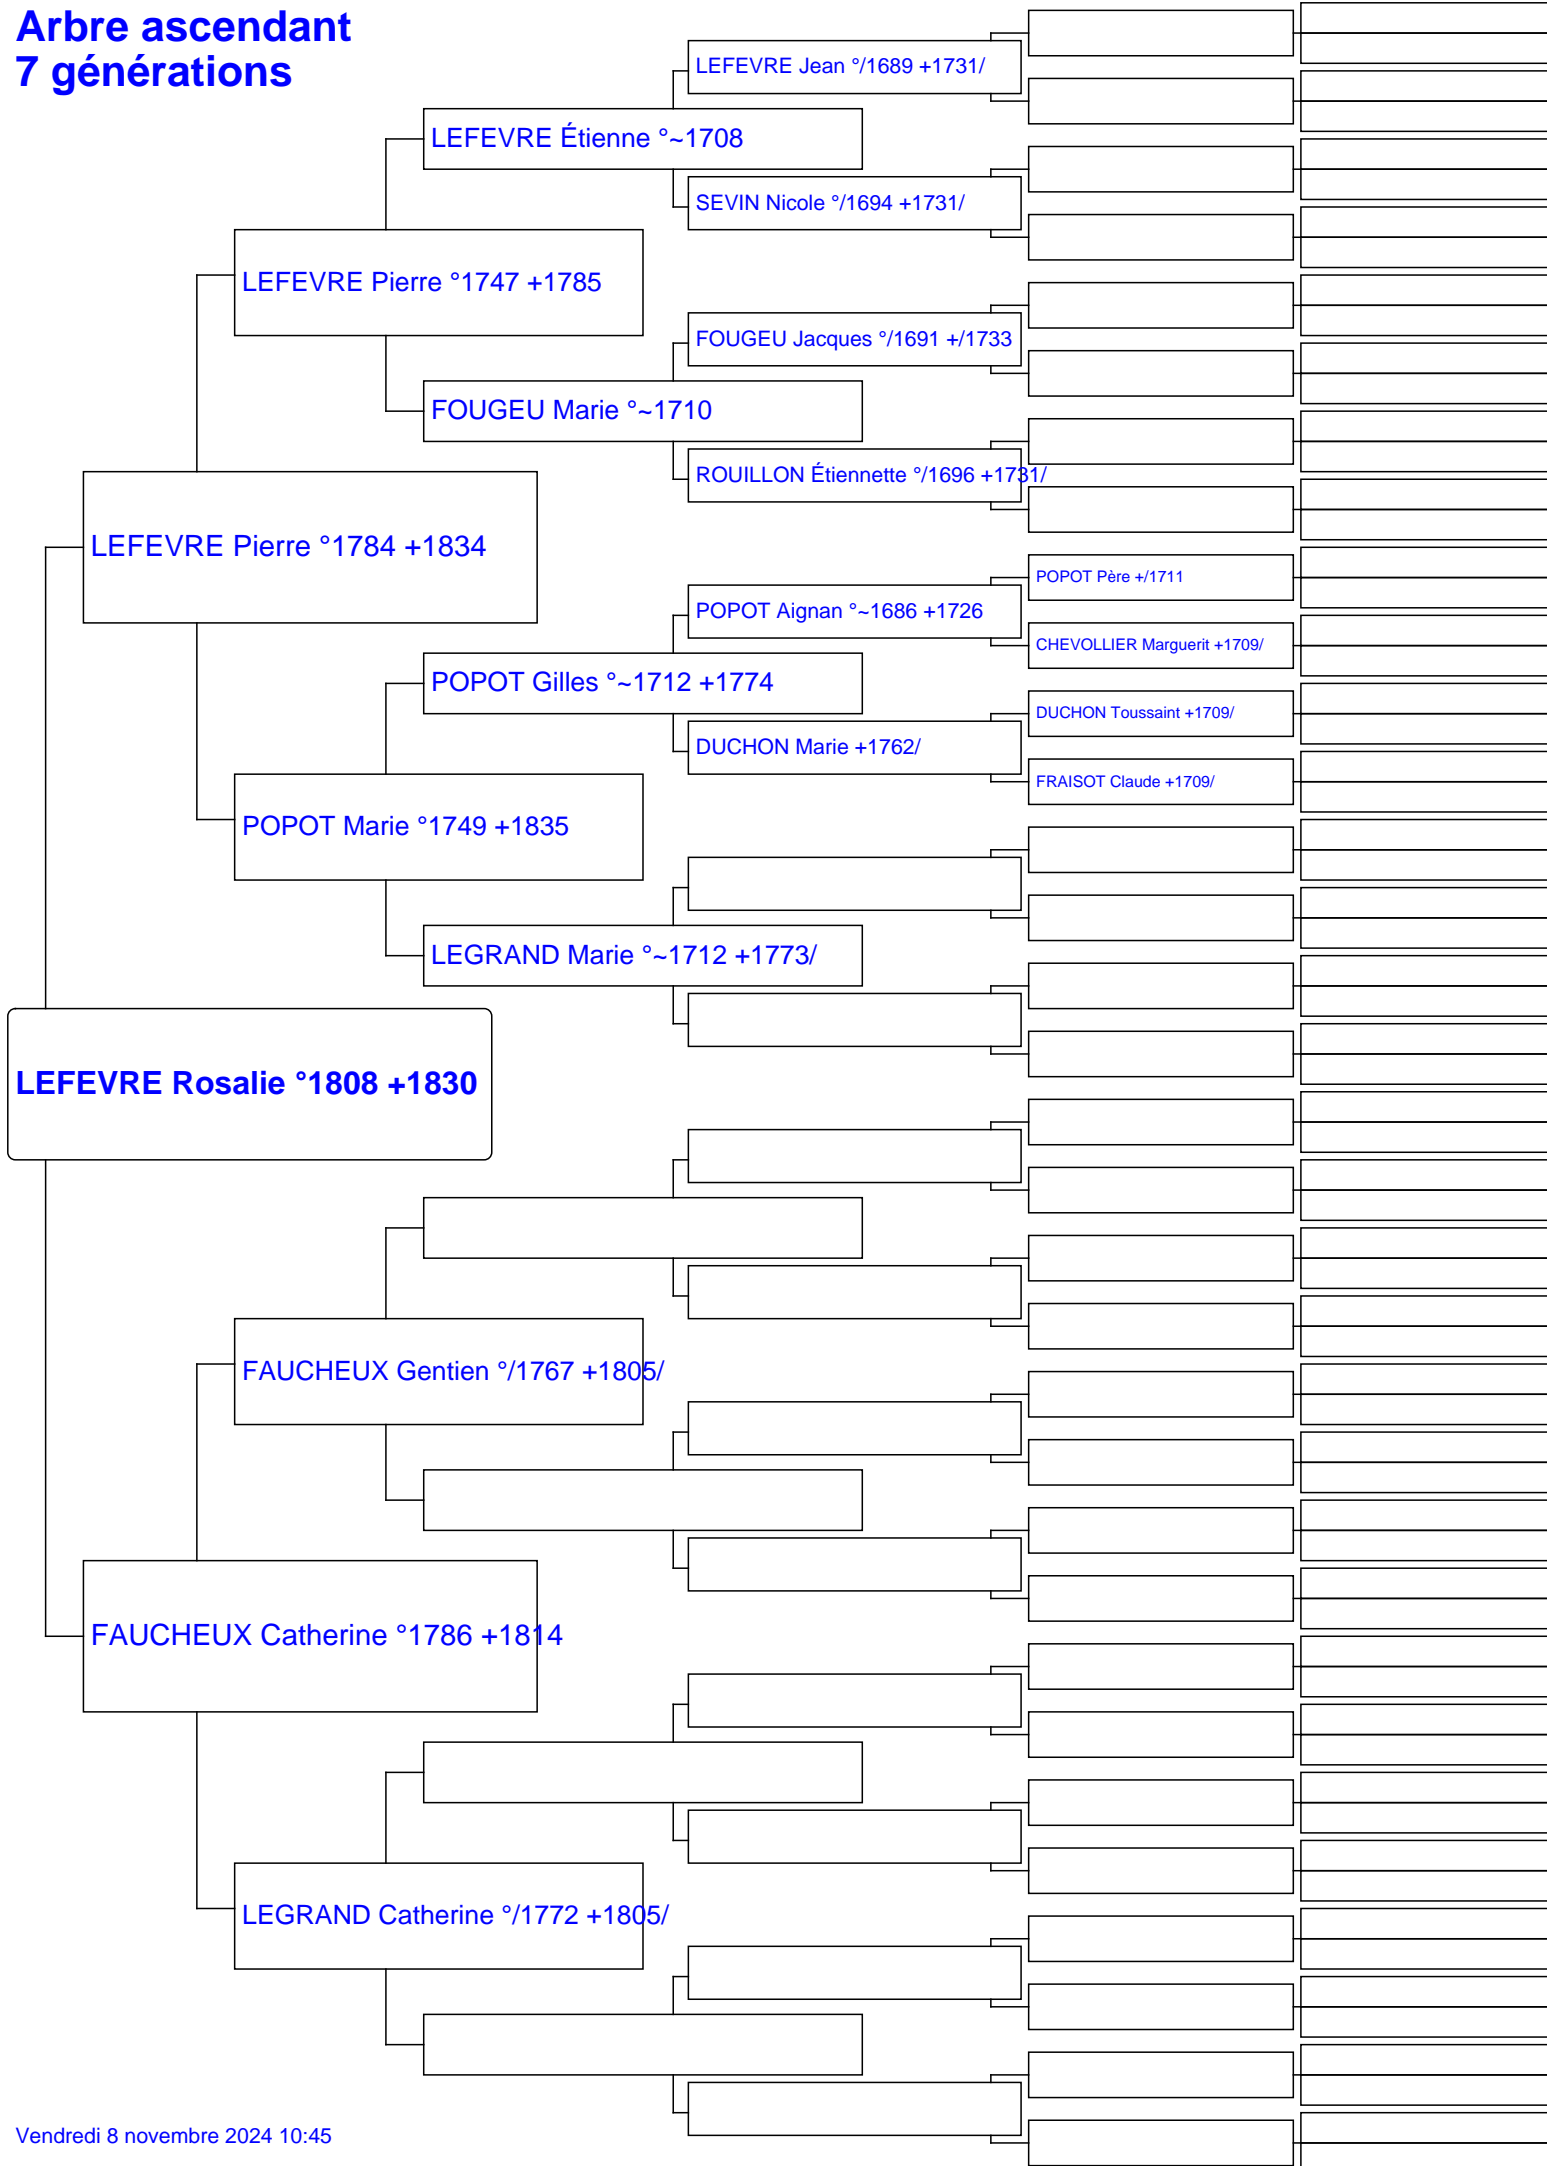 Arbre ascendant
7 générations
LEFEVRE Jean °/1689 +1731/
LEFEVRE Étienne °~1708
SEVIN Nicole °/1694 +1731/
LEFEVRE Pierre °1747 +1785
FOUGEU Jacques °/1691 +/1733
FOUGEU Marie °~1710
ROUILLON Étiennette °/1696 +1731/
LEFEVRE Pierre °1784 +1834
POPOT Père +/1711
POPOT Aignan °~1686 +1726
CHEVOLLIER Marguerit +1709/
POPOT Gilles °~1712 +1774
DUCHON Toussaint +1709/
DUCHON Marie +1762/
FRAISOT Claude +1709/
POPOT Marie °1749 +1835
LEGRAND Marie °~1712 +1773/
LEFEVRE Rosalie °1808 +1830
FAUCHEUX Gentien °/1767 +1805/
FAUCHEUX Catherine °1786 +1814
LEGRAND Catherine °/1772 +1805/
Vendredi 8 novembre 2024 10:45